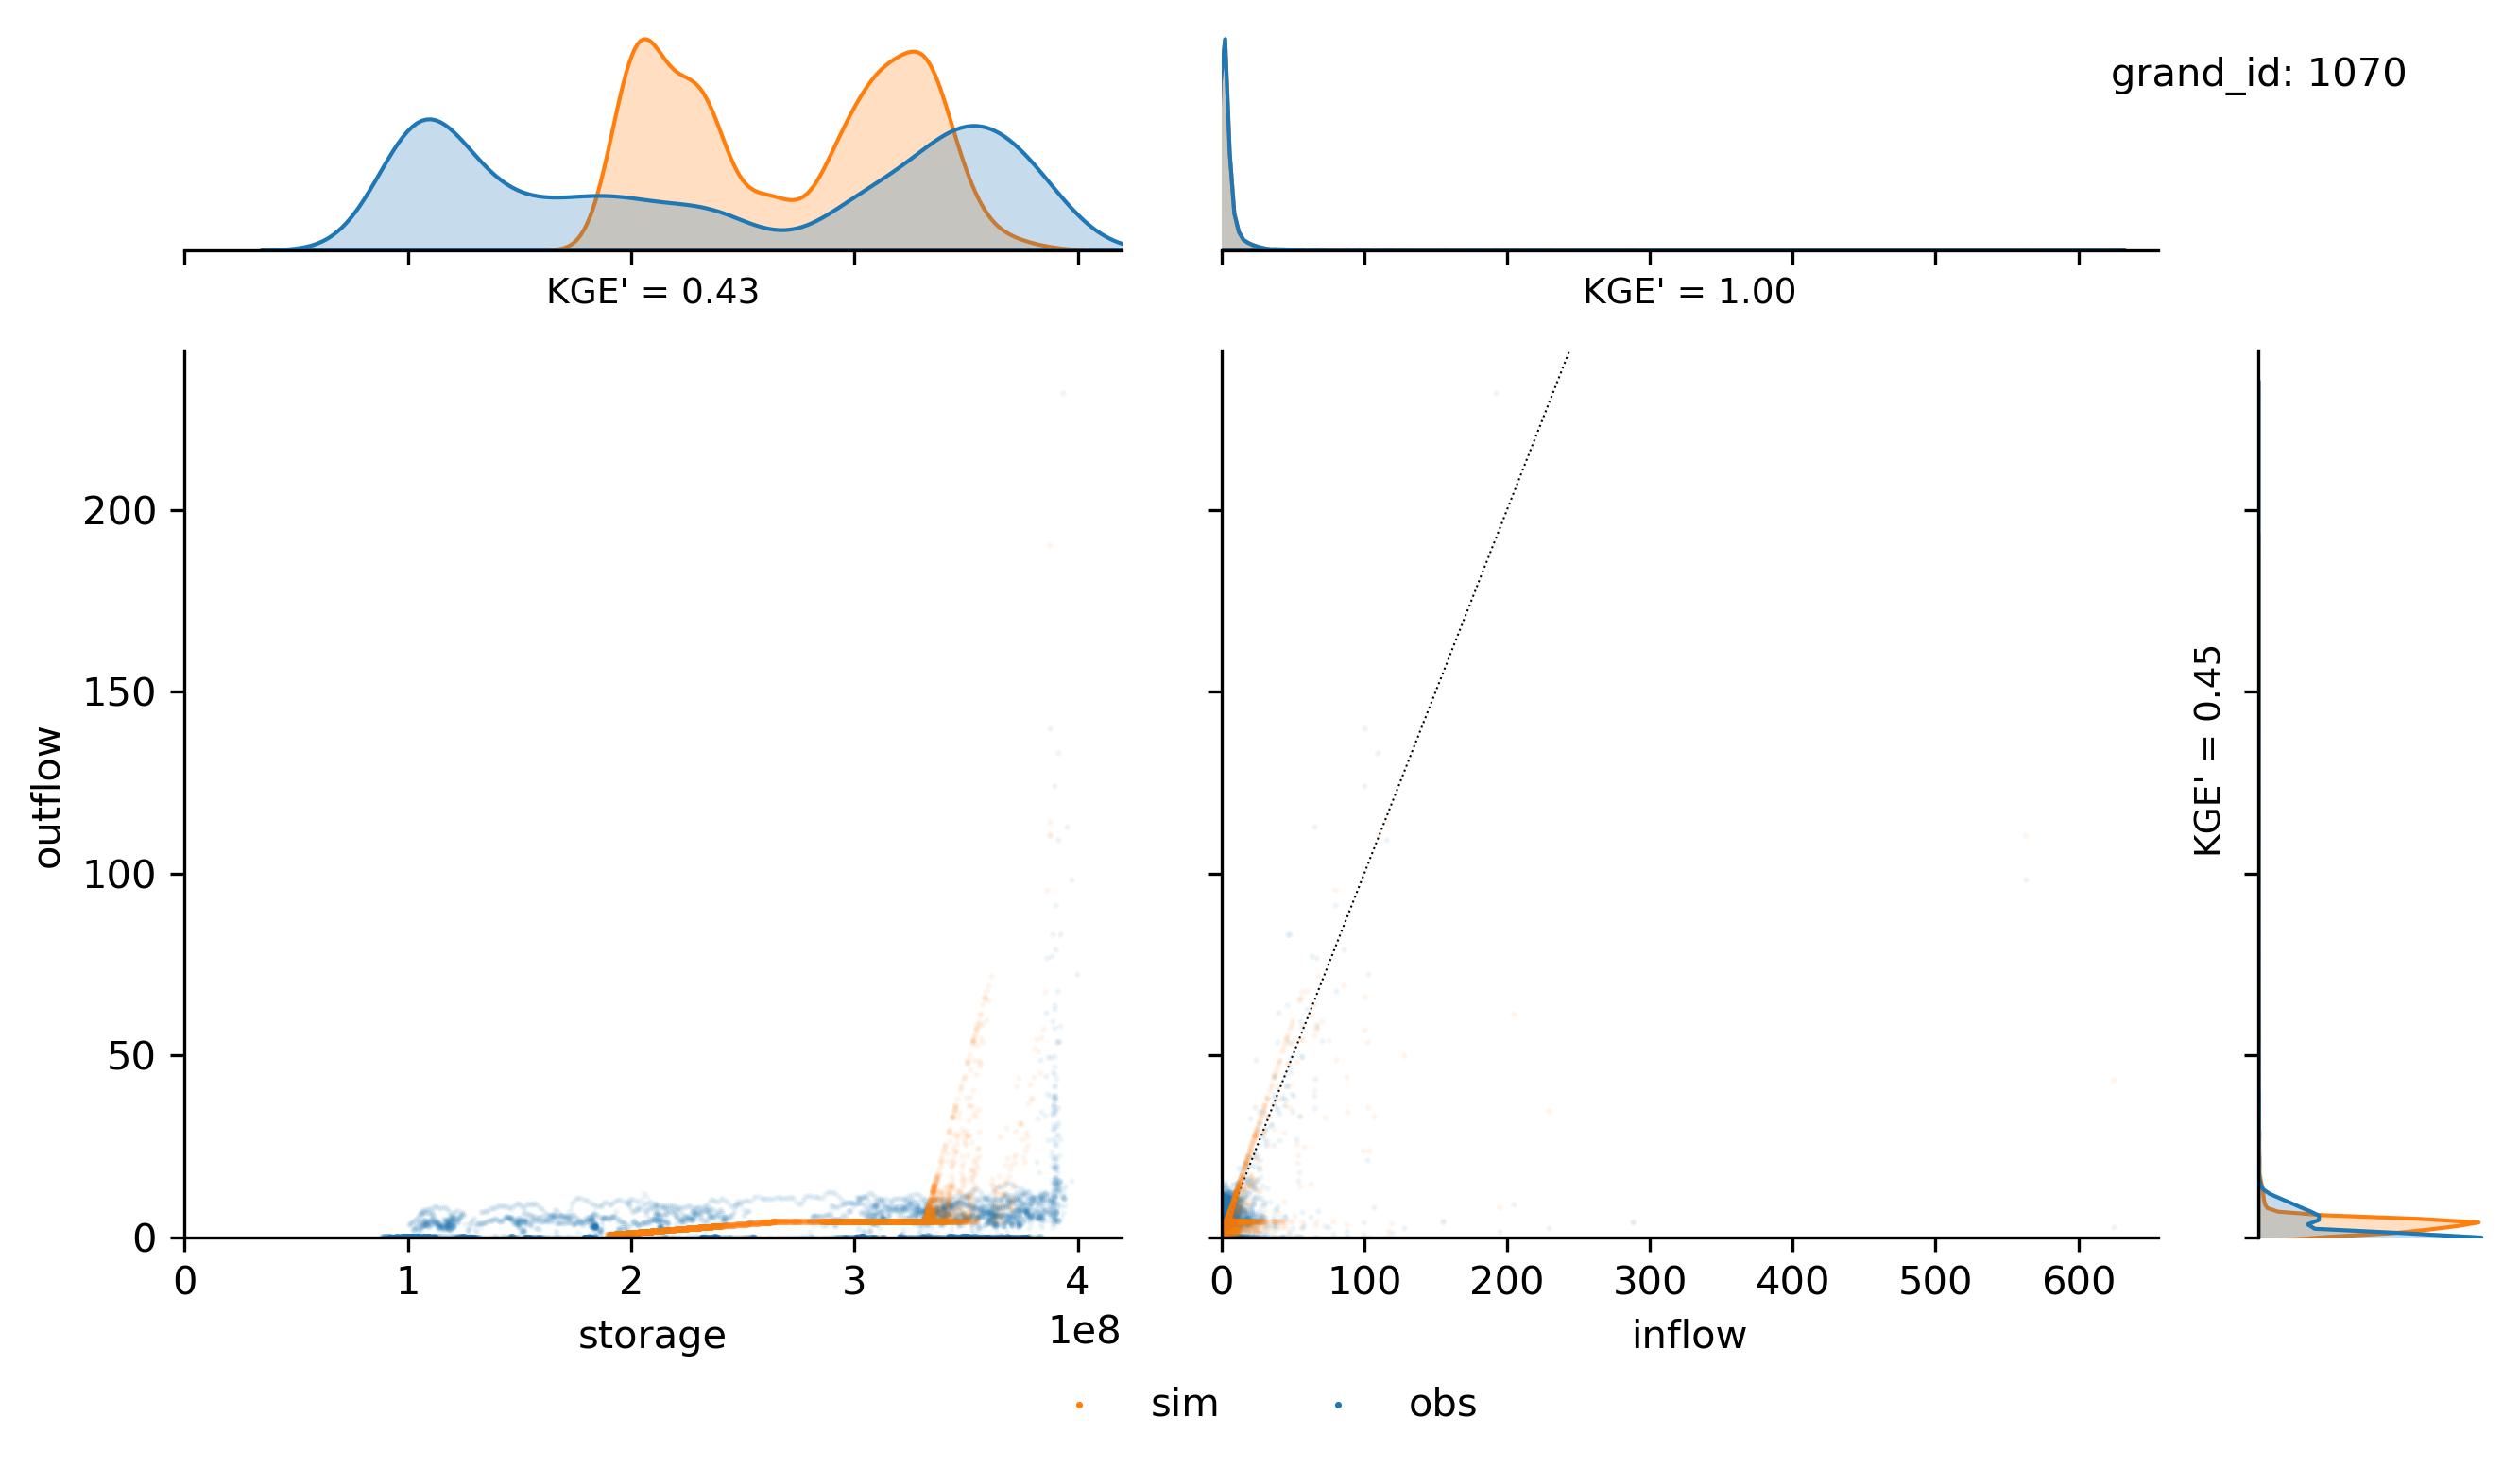 grand_id: 1070
KGE' = 0.43
KGE' = 1.00
outflow
200
150
100
50
0
KGE' = 0.45
0 1 2 3 4
1e8
storage
0 100 200 300 400 500 600
inflow
sim obs